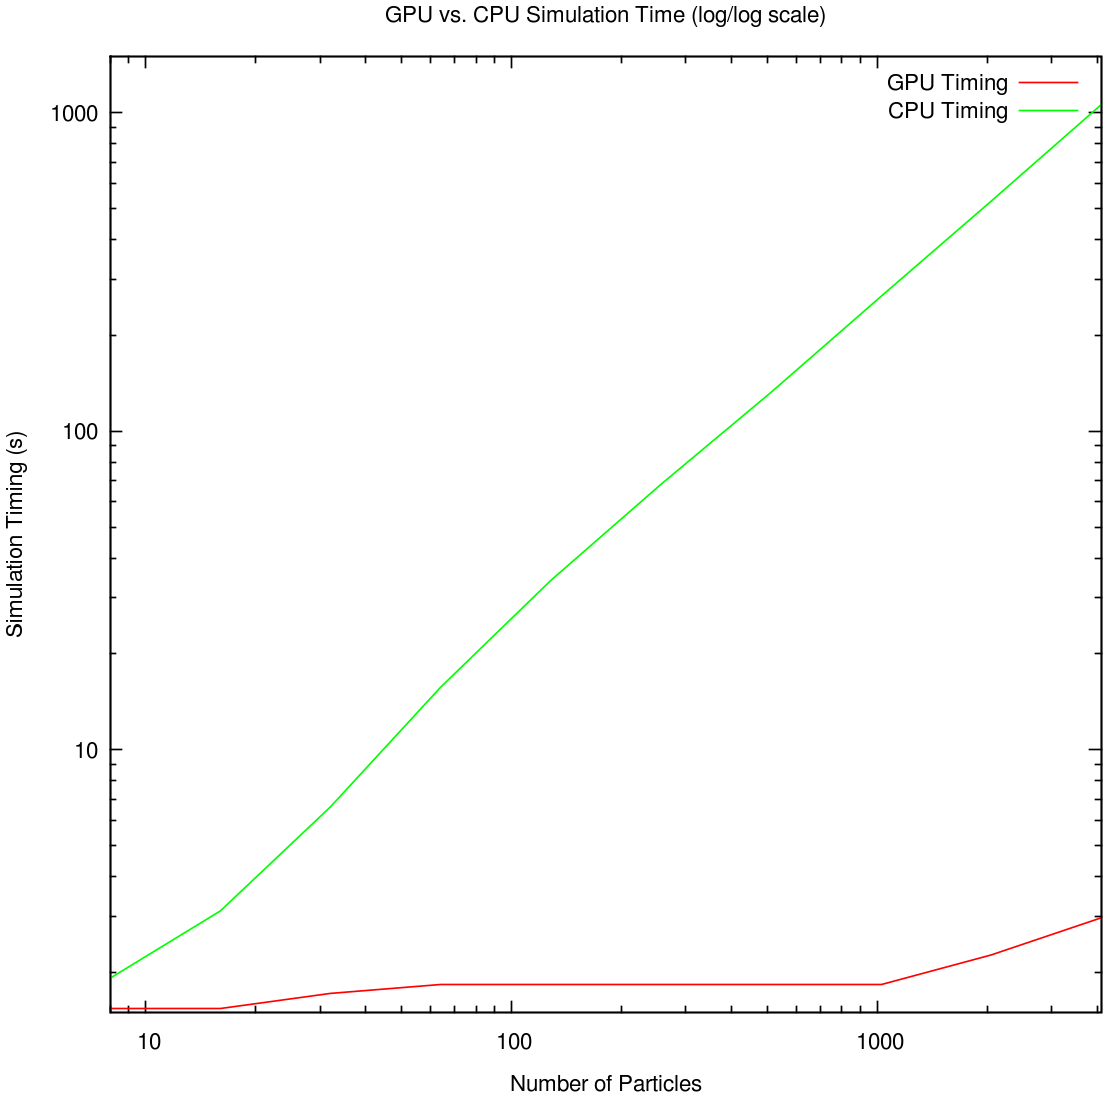 GPU vs. CPU Simulation Time (log/log scale)
GPU Timing
CPU Timing
1000
100
10
Simulation Timing (s)
10
100
1000
Number of Particles